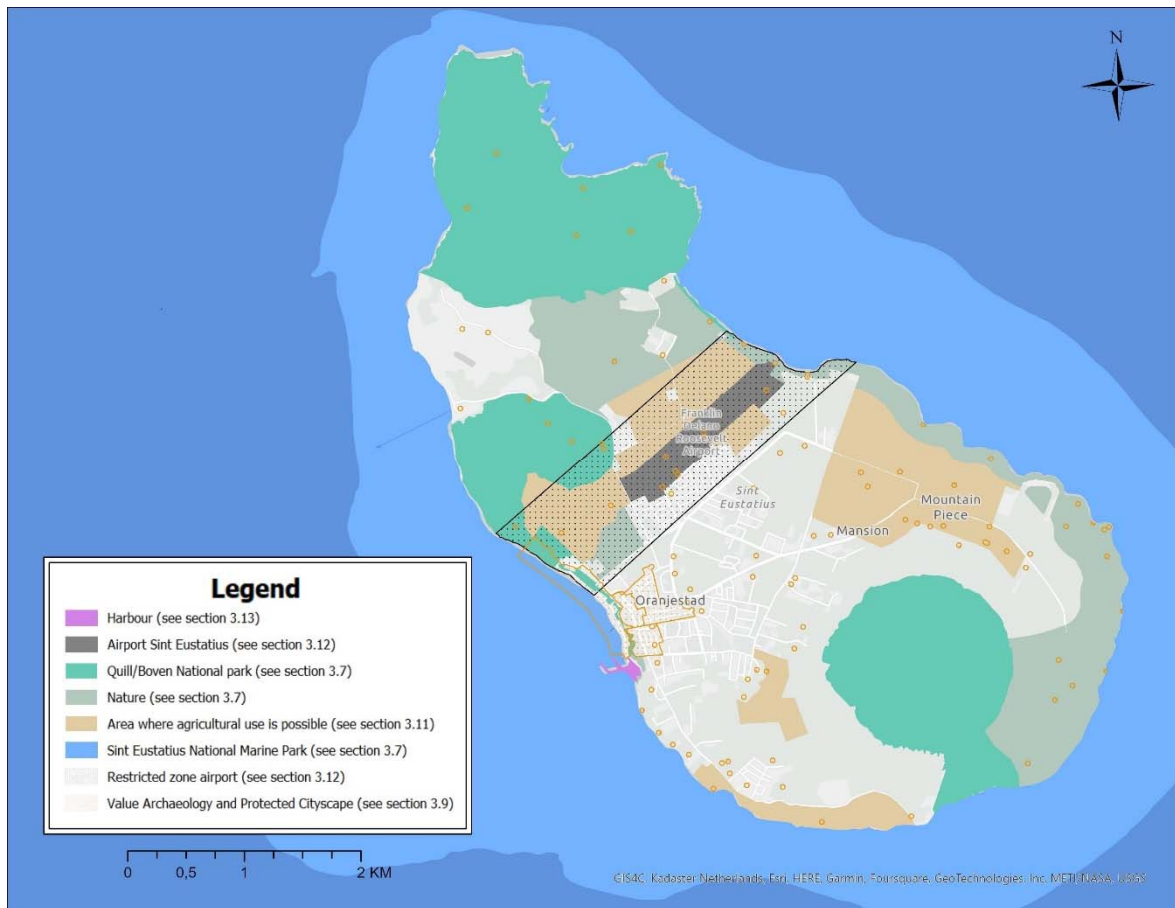 N
Franklin
Delano
Roosevelt
Airport
Sint
Eustatius
Mountain
Piece
Mansion
Oranjestad
Legend
Harbour (see section 3.13)
Airport Sint Eustatius (see section 3.12)
Quill/Boven National park (see section 3.7)
Nature (see section 3.7)
Area where agricultural use is possible (see section 3.11)
Sint Eustatius National Marine Park (see section 3.7)
Restricted zone airport (see section 3.12)
Value Archaeology and Protected Cityscape (see section 3.9)
0 0,5 1 2 KM
GIS4C, Kadaster Netherlands, Esri, HERE, Garmin, Foursquare, GeoTechnologies, Inc, METI/NASA, USGS